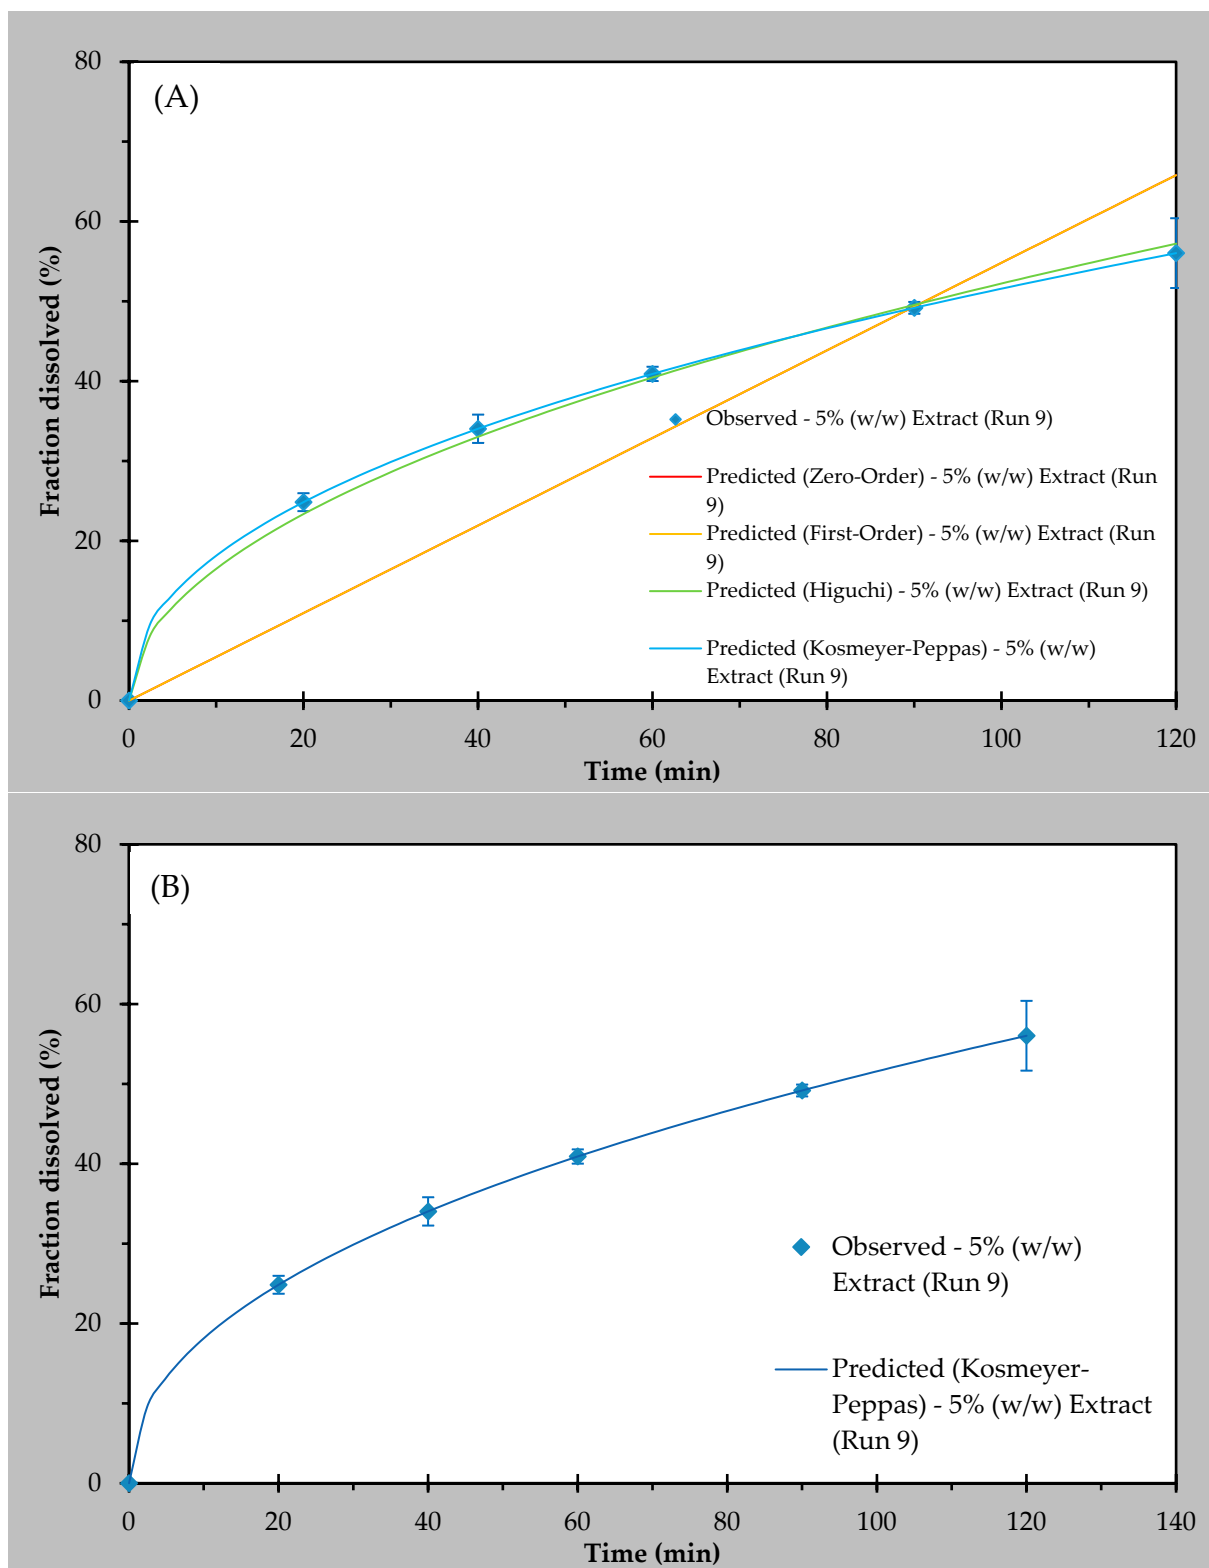 (A)
Fraction dissolved (%)
80
60
40
20
0
Observed - 5% (w/w) Extract (Run 9)
Predicted (Zero-Order) - 5% (w/w) Extract (Run
9)
Predicted (First-Order) - 5% (w/w) Extract (Run
9)
Predicted (Higuchi) - 5% (w/w) Extract (Run 9)
Predicted (Kosmeyer-Peppas) - 5% (w/w)
Extract (Run 9)
0 20 40 60 80 100 120
Time (min)
(B)
Fraction dissolved (%)
80
60
40
20
0
Observed - 5% (w/w)
Extract (Run 9)
Predicted (Kosmeyer-
Peppas) - 5% (w/w) Extract
(Run 9)
0 20 40 60 80 100 120 140
Time (min)